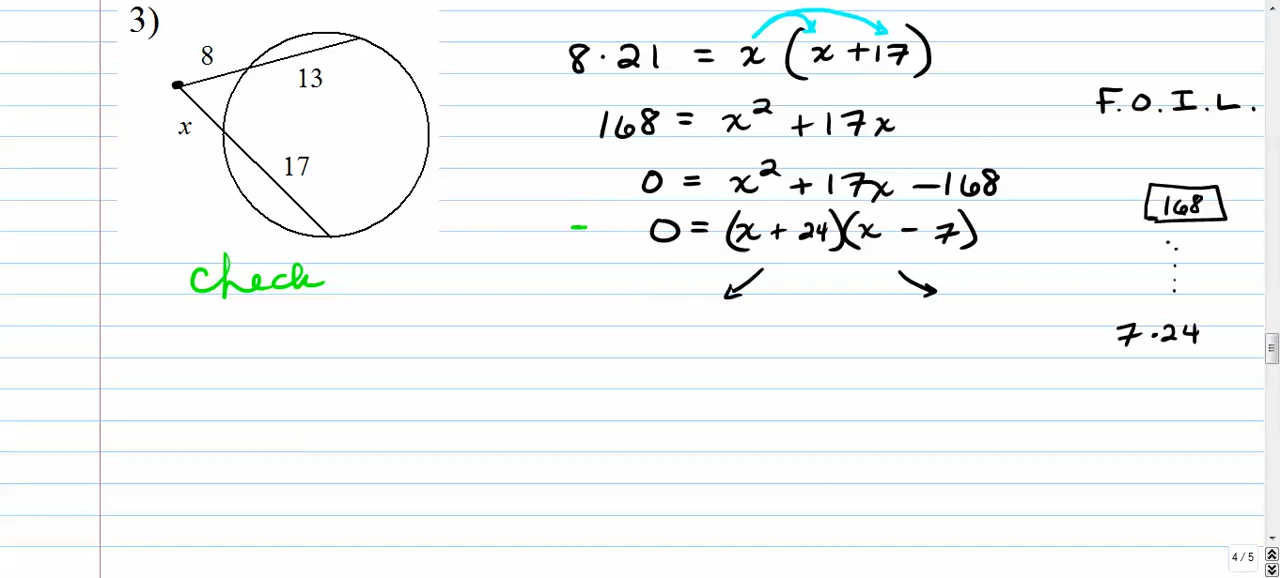 3)
8
13
x
17
check
8 · 21 = x (x + 17)
168 = x² + 17x
0 = x² + 17x - 168
- 0 = (x + 24)(x - 7)
F.O.I.L.
168
7 · 24
4 / 5